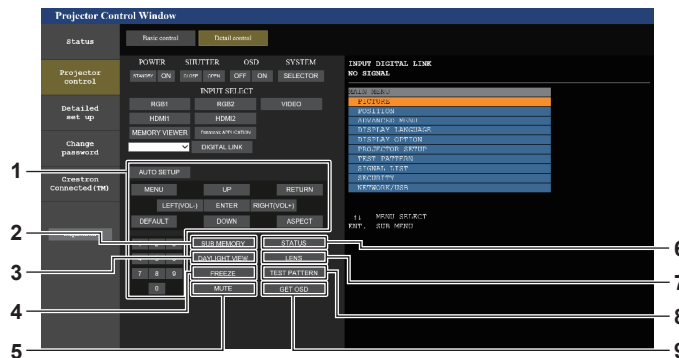 Projector Control Window
Status
Projector
control
Detailed
set up
Change
password
Crestron
Connected(TM)
Basic control
Detail control
POWER SHUTTER OSD SYSTEM
STANDBY ON CLOSE OPEN OFF ON SELECTOR
INPUT SELECT
RGB1 RGB2 VIDEO
HDMI1 HDMI2
MEMORY VIEWER Panasonic APPLICATION
DIGITAL LINK
AUTO SETUP
MENU UP RETURN
LEFT(VOL-) ENTER RIGHT(VOL+)
DEFAULT DOWN ASPECT
SUB MEMORY STATUS
DAYLIGHT VIEW LENS
7 8 9 FREEZE TEST PATTERN
0 MUTE GET OSD
INPUT DIGITAL LINK
NO SIGNAL
MAIN MENU
PICTURE
POSITION
ADVANCED MENU
DISPLAY LANGUAGE
DISPLAY OPTION
PROJECTOR SETUP
TEST PATTERN
SIGNAL LIST
SECURITY
NETWORK/USB
↑↓ MENU SELECT
ENT. SUB MENU
1
2
3
4
5
6
7
8
9